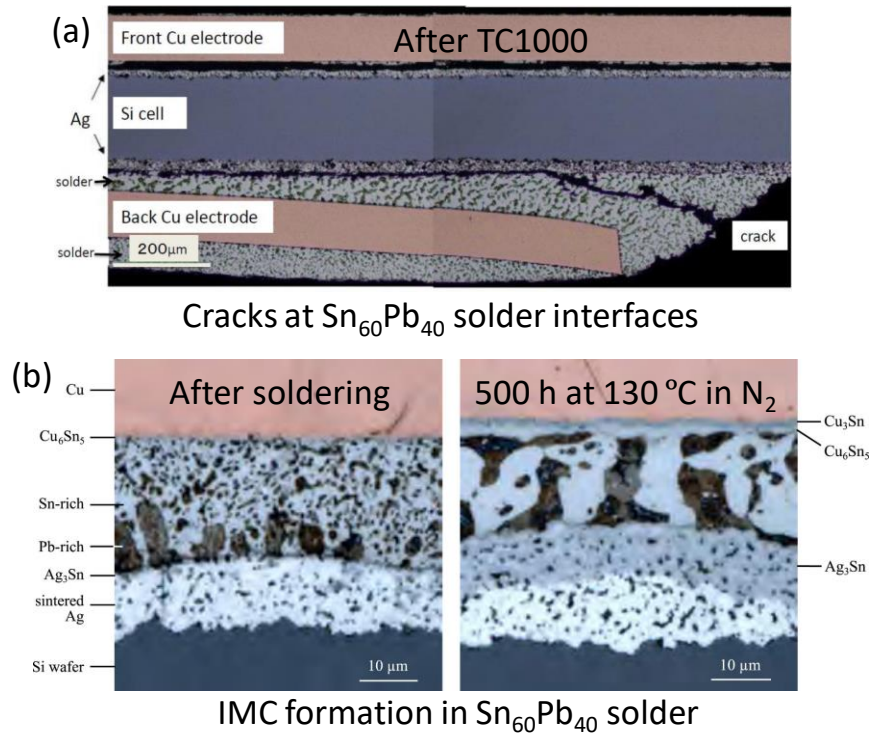 (a)
Front Cu electrode
After TC1000
Ag
Si cell
solder
Back Cu electrode
200μm
solder
crack
Cracks at Sn₆₀Pb₄₀ solder interfaces
(b)
After soldering
500 h at 130 ºC in N₂
Cu
Cu₆Sn₅
Sn-rich
Pb-rich
Ag₃Sn
sintered
Ag
Si wafer
10 μm
Cu₃Sn
Cu₆Sn₅
Ag₃Sn
10 μm
IMC formation in Sn₆₀Pb₄₀ solder